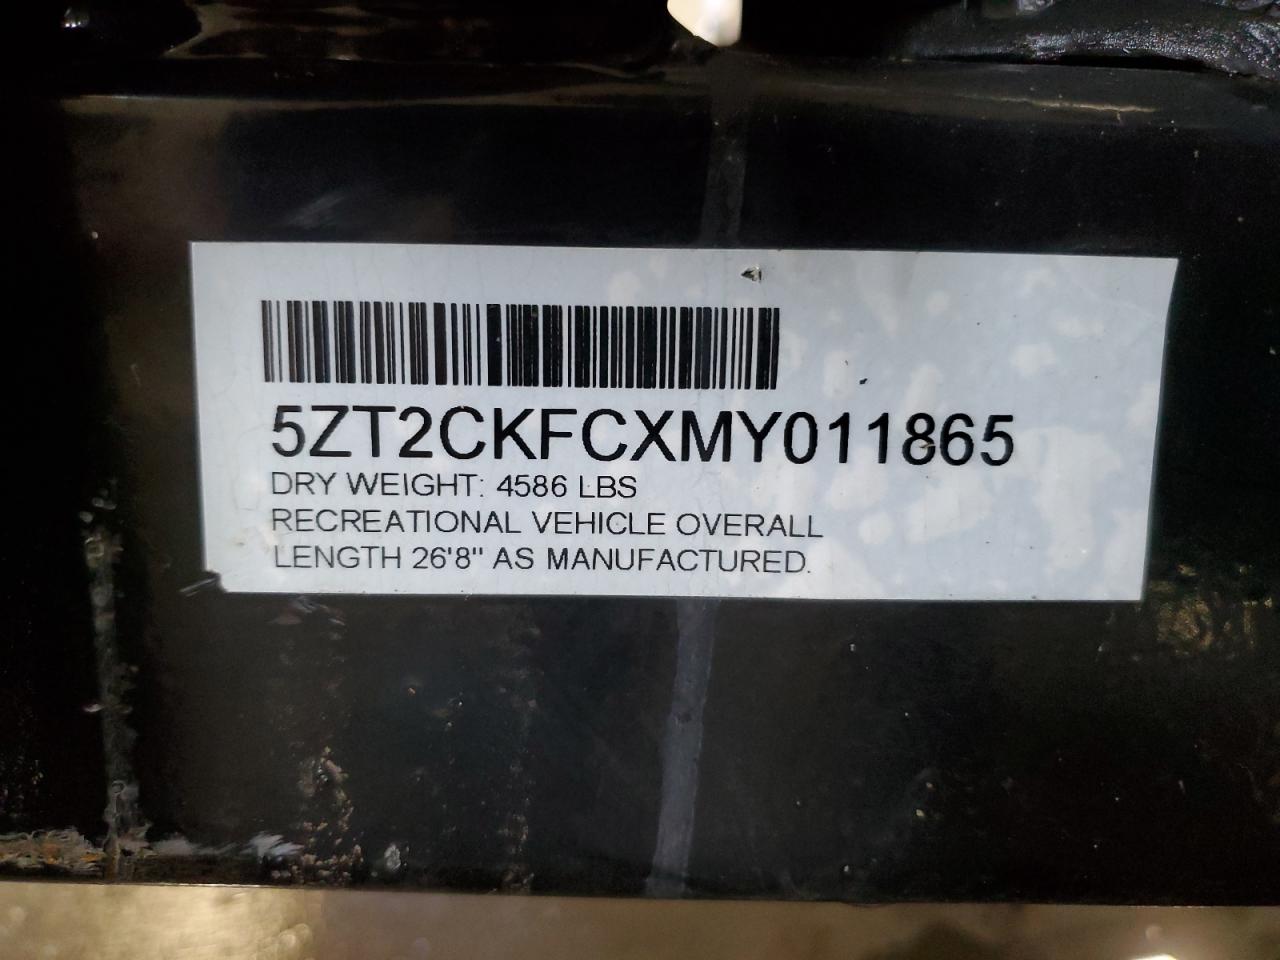 5ZT2CKFCXMY011865
DRY WEIGHT: 4586 LBS
RECREATIONAL VEHICLE OVERALL
LENGTH 26'8" AS MANUFACTURED.